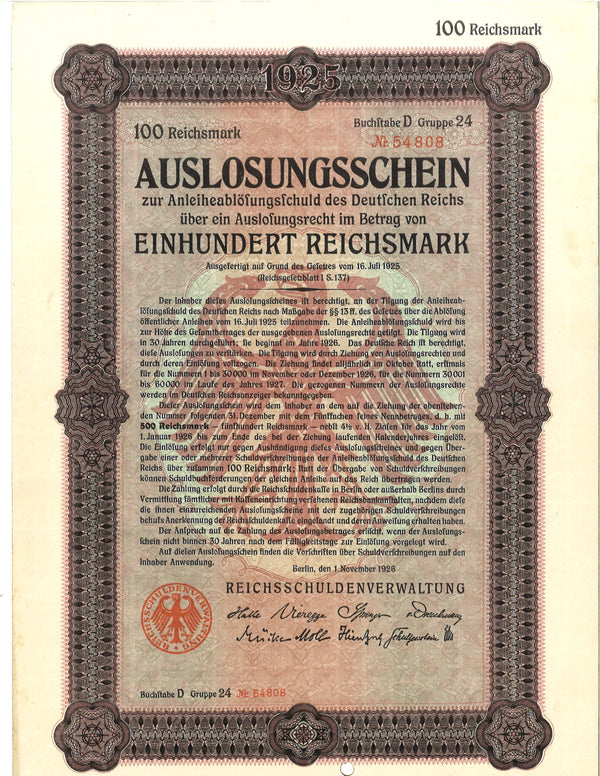 100 Reichsmark
1925
100 Reichsmark
Buchſtabe D Gruppe 24
№ 54808
AUSLOSUNGSSCHEIN
zur Anleiheablöſungsſchuld des Deutſchen Reichs
über ein Ausloſungsrecht im Betrag von
EINHUNDERT REICHSMARK
Ausgefertigt auf Grund des Geſetzes vom 16. Juli 1925
(Reichsgeſetzblatt I S. 137)
Der Inhaber dieſes Ausloſungsſcheines iſt berechtigt, an der Tilgung der Anleiheab-
löſungsſchuld des Deutſchen Reichs nach Maßgabe der §§ 13 ff. des Geſetzes über die Ablöſung
öffentlicher Anleihen vom 16. Juli 1925 teilzunehmen. Die Anleiheablöſungsſchuld wird bis
zur Höhe des Geſamtbetrages der ausgegebenen Ausloſungsrechte getilgt. Die Tilgung wird
in 30 Jahren durchgeführt; ſie beginnt im Jahre 1926. Das Deutſche Reich iſt berechtigt,
dieſe Ausloſungen zu verſtärken. Die Tilgung wird durch Ziehung von Ausloſungsrechten und
durch deren Einlöſung vollzogen. Die Ziehung findet alljährlich im Oktober ſtatt, erſtmals
für die Nummern 1 bis 30000 im November oder Dezember 1926, für die Nummern 30001
bis 60000 im Laufe des Jahres 1927. Die gezogenen Nummern der Ausloſungsrechte
werden im Deutſchen Reichsanzeiger bekanntgegeben.
Dieſer Ausloſungsſchein wird dem Inhaber an dem auf die Ziehung der obenſtehen-
den Nummer folgenden 31. Dezember mit dem Fünffachen ſeines Nennbetrages, d. h. mit
500 Reichsmark – fünfhundert Reichsmark – nebſt 4½ v. H. Zinſen für das Jahr vom
1. Januar 1926 bis zum Ende des bei der Ziehung laufenden Kalenderjahres eingelöſt.
Die Einlöſung erfolgt nur gegen Aushändigung des Ausloſungsſcheines und gegen Übergabe
einer oder mehrerer Schuldverſchreibungen der Anleiheablöſungsſchuld des Deutſchen
Reichs über zuſammen 100 Reichsmark; ſtatt der Übergabe von Schuldverſchreibungen
können Schuldbuchforderungen der gleichen Anleihe auf das Reich übertragen werden.
Die Zahlung erfolgt durch die Reichsſchuldenkaſſe in Berlin oder außerhalb Berlins durch
Vermittlung ſämtlicher mit Kaſſeneinrichtung verſehenen Reichsbankanſtalten, nachdem dieſe
die ihnen einzureichenden Ausloſungsſcheine mit den zugehörigen Schuldverſchreibungen
behufs Anerkennung der Reichsſchuldenkaſſe eingeſandt und deren Anweiſung erhalten haben.
Der Anſpruch auf die Zahlung des Ausloſungsbetrages erliſcht, wenn der Ausloſungs-
ſchein nicht binnen 30 Jahren nach dem Fälligkeitstage zur Einlöſung vorgelegt wird.
Auf dieſen Ausloſungsſchein finden die Vorſchriften über Schuldverſchreibungen auf den
Inhaber Anwendung.
Berlin, den 1. November 1926
REICHSSCHULDENVERWALTUNG
REICHSSCHULDENVERWALTUNG
Halle Vieregge
Müller Moll
Buchſtabe D Gruppe 24 № 54808